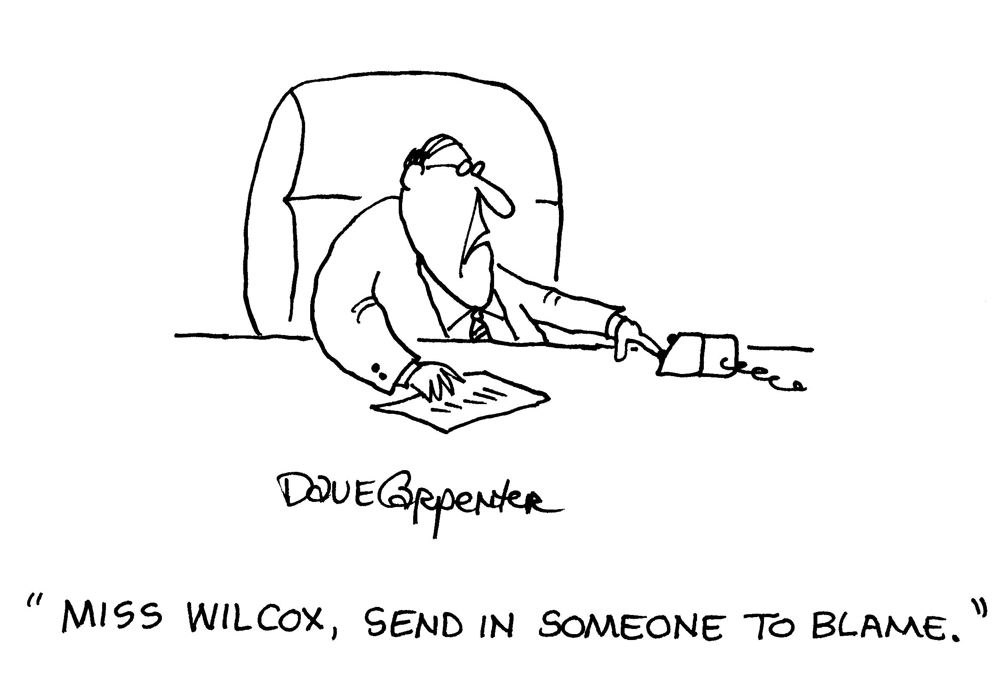 Dave Carpenter
“ MISS WILCOX, SEND IN SOMEONE TO BLAME.”